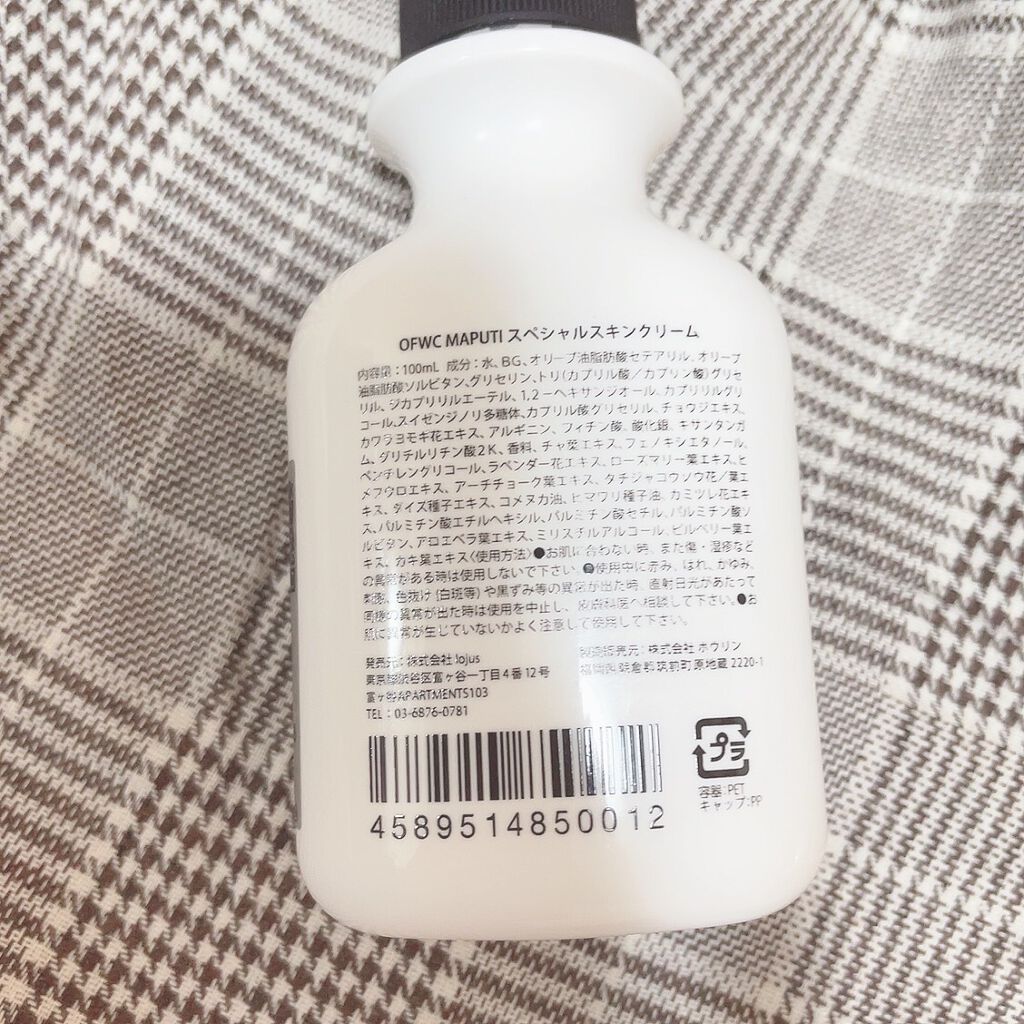 OFWC MAPUTI スペシャルスキンクリーム
内容量：100mL 成分：水、BG、オリーブ油脂肪酸セテアリル、オリーブ
油脂肪酸ソルビタン、グリセリン、トリ(カプリル酸／カプリン酸)グリセ
リル、ジカプリリルエーテル、1,2－ヘキサンジオール、カプリリルグリ
コール、スイゼンジノリ多糖体、カプリル酸グリセリル、チョウジエキス、
カワラヨモギ花エキス、アルギニン、フィチン酸、酸化銀、キサンタンガ
ム、グリチルリチン酸2K、香料、チャ葉エキス、フェノキシエタノール、
ペンチレングリコール、ラベンダー花エキス、ローズマリー葉エキス、ヒ
メフウロエキス、アーチチョーク葉エキス、タチジャコウソウ花／葉エ
キス、ダイズ種子エキス、コメヌカ油、ヒマワリ種子油、カミツレ花エキ
ス、パルミチン酸エチルヘキシル、パルミチン酸セチル、パルミチン酸ソ
ルビタン、アロエベラ葉エキス、ミリスチルアルコール、ビルベリー葉エ
キス、カキ葉エキス〈使用方法〉●お肌に合わない時、また傷・湿疹など
の異常がある時は使用しないで下さい。●使用中に赤み、はれ、かゆみ、
刺激、色抜け(白斑等)や黒ずみ等の異常が出た時、直射日光があたって
同様の異常が出た時は使用を中止し、皮膚科医へ相談して下さい。●お
肌に異常が生じていないかよく注意して使用して下さい。
発売元：株式会社 Jojus
東京都渋谷区富ヶ谷一丁目4番12号
富ヶ谷APARTMENTS103
TEL：03-6876-0781
製造販売元：株式会社 ホウリン
福岡県朝倉郡筑前町原地蔵 2220-1
4589514850012
プラ
容器：PET
キャップ：PP